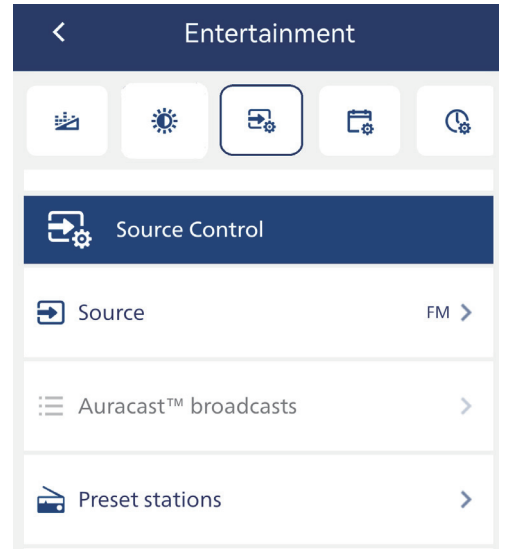 Entertainment
Source Control
Source FM
Auracast™ broadcasts
Preset stations